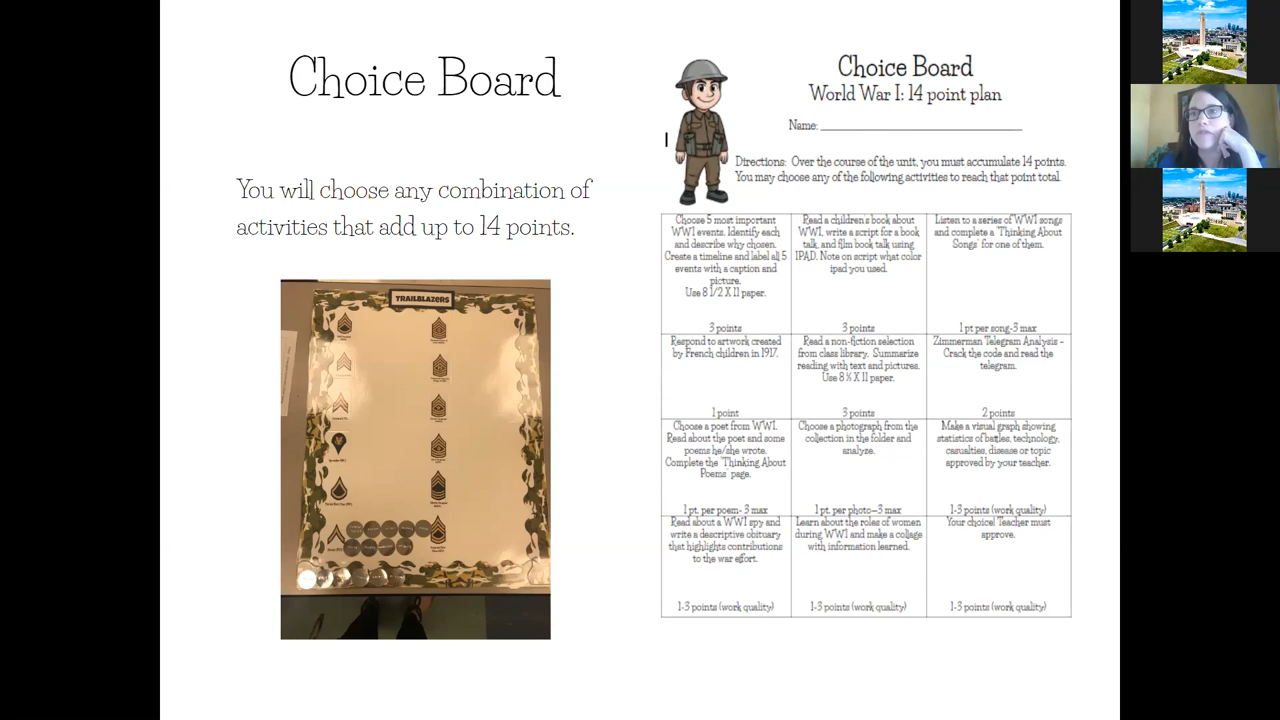 Choice Board
You will choose any combination of
activities that add up to 14 points.
TRAILBLAZERS
Choice Board
World War I: 14 point plan
Name:
Directions: Over the course of the unit, you must accumulate 14 points.
You may choose any of the following activities to reach that point total.
Choose 5 most important
WW1 events. Identify each
and describe why chosen.
Create a timeline and label all 5
events with a caption and
picture.
Use 8 1/2 X 11 paper.
3 points
Read a children's book about
WW1, write a script for a book
talk, and film book talk using
IPAD. Note on script what color
ipad you used.
3 points
Listen to a series of WW1 songs
and complete a "Thinking About
Songs" for one of them.
1 pt per song-3 max
Respond to artwork created
by French children in 1917.
1 point
Read a non-fiction selection
from class library. Summarize
reading with text and pictures.
Use 8 ½ X 11 paper.
3 points
Zimmerman Telegram Analysis -
Crack the code and read the
telegram.
2 points
Choose a poet from WW1.
Read about the poet and some
poems he/she wrote.
Complete the "Thinking About
Poems" page.
1 pt. per poem- 3 max
Choose a photograph from the
collection in the folder and
analyze.
1 pt. per photo—3 max
Make a visual graph showing
statistics of battles, technology,
casualties, disease or topic
approved by your teacher.
1-3 points (work quality)
Read about a WW1 spy and
write a descriptive obituary
that highlights contributions
to the war effort.
1-3 points (work quality)
Learn about the roles of women
during WW1 and make a collage
with information learned.
1-3 points (work quality)
Your choice! Teacher must
approve.
1-3 points (work quality)